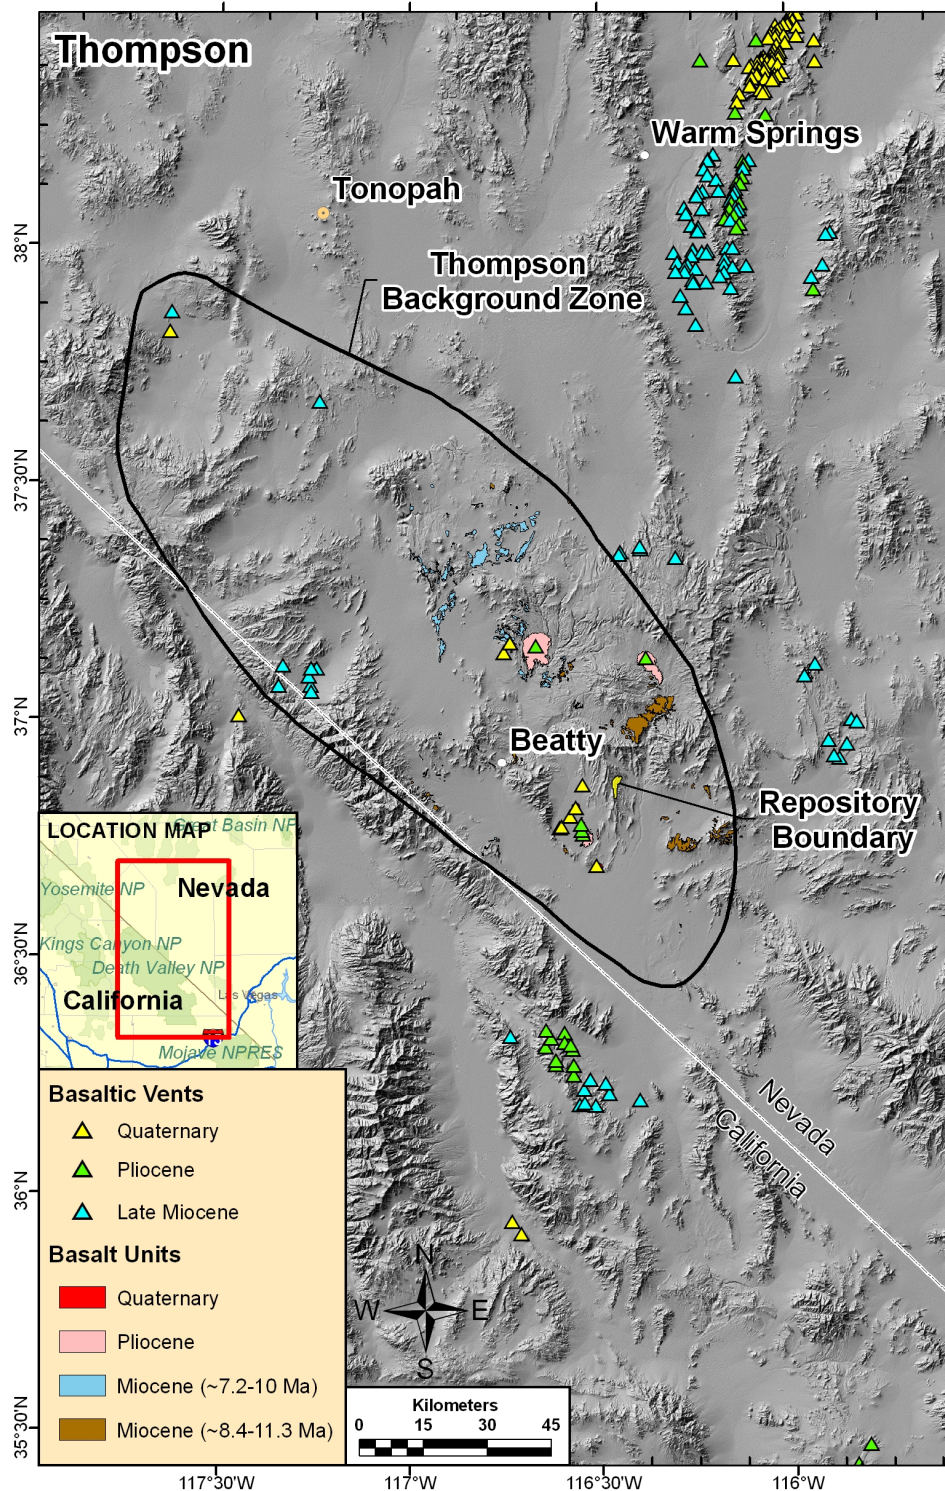 Thompson
Warm Springs
Tonopah
Thompson
Background Zone
Beatty
Repository
Boundary
Nevada
California
38°N
37°30'N
37°N
36°30'N
36°N
35°30'N
LOCATION MAP
Great Basin NP
Yosemite NP
Nevada
Kings Canyon NP
Death Valley NP
California
Las Vegas
Mojave NPRES
Basaltic Vents
Quaternary
Pliocene
Late Miocene
Basalt Units
Quaternary
Pliocene
Miocene (~7.2-10 Ma)
Miocene (~8.4-11.3 Ma)
N
W
E
S
Kilometers
0 15 30 45
117°30'W 117°W 116°30'W 116°W